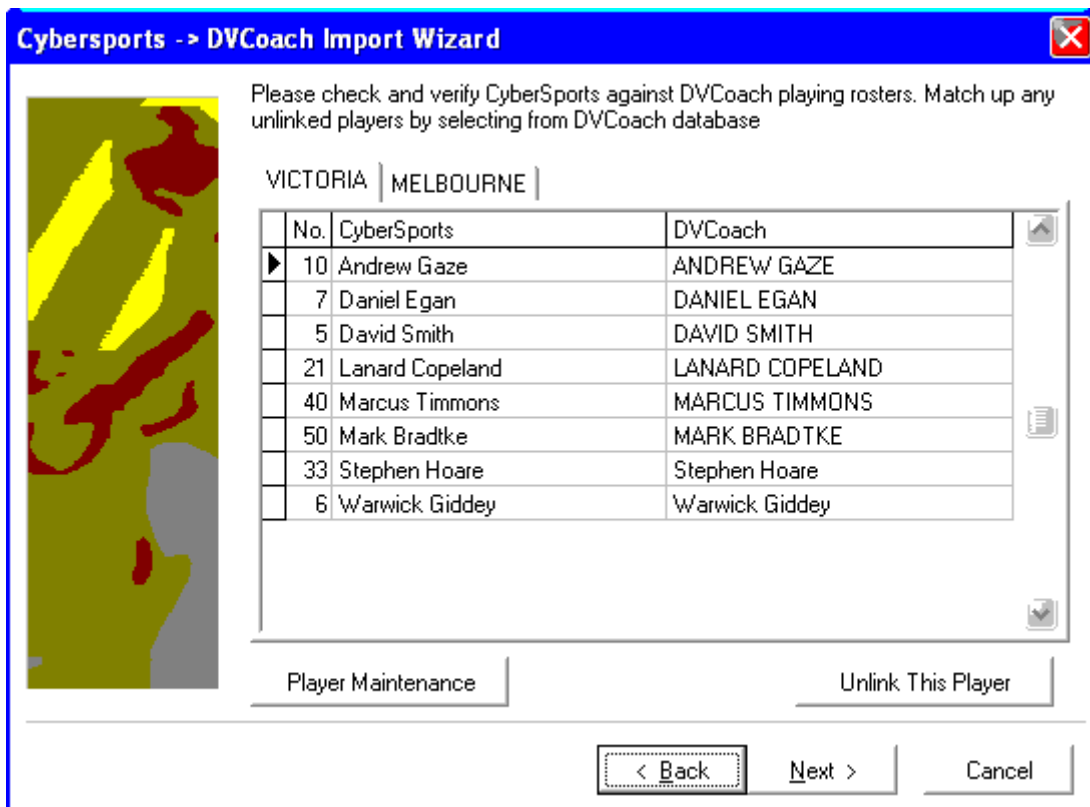 Cybersports -> DVCoach Import Wizard
Please check and verify CyberSports against DVCoach playing rosters. Match up any
unlinked players by selecting from DVCoach database
VICTORIA MELBOURNE
No. CyberSports DVCoach
10 Andrew Gaze ANDREW GAZE
7 Daniel Egan DANIEL EGAN
5 David Smith DAVID SMITH
21 Lanard Copeland LANARD COPELAND
40 Marcus Timmons MARCUS TIMMONS
50 Mark Bradtke MARK BRADTKE
33 Stephen Hoare Stephen Hoare
6 Warwick Giddey Warwick Giddey
Player Maintenance Unlink This Player
< Back Next > Cancel